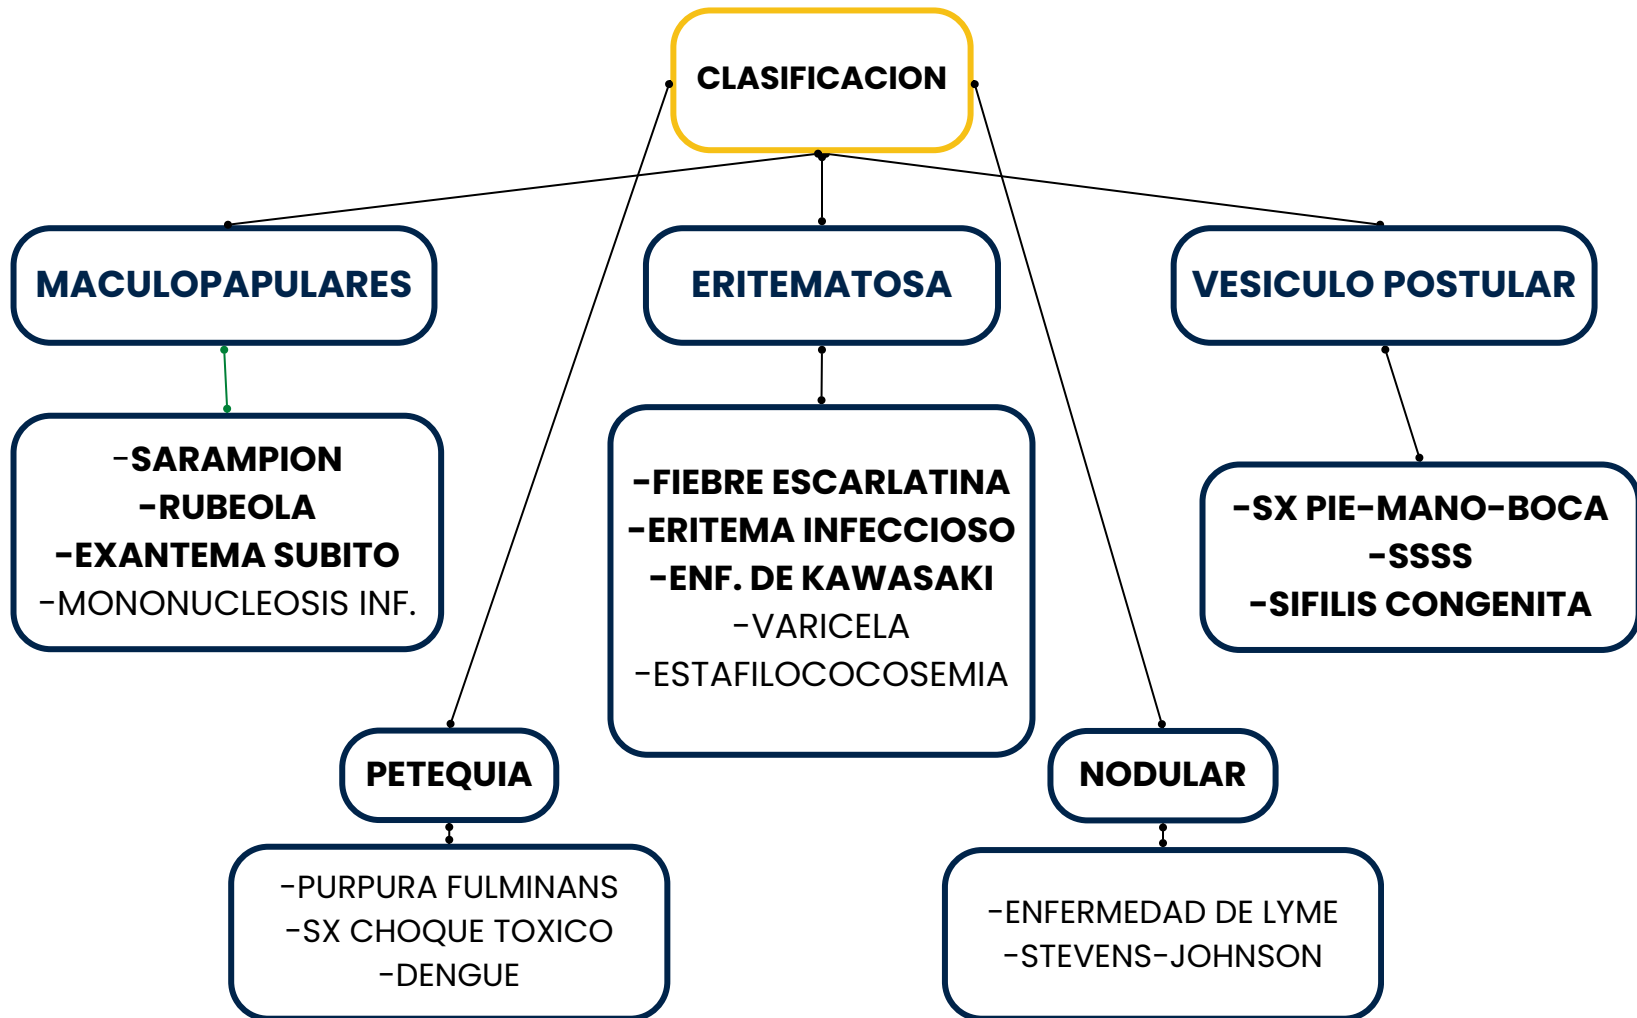 CLASIFICACION
MACULOPAPULARES
ERITEMATOSA
VESICULO POSTULAR
-SARAMPION
-RUBEOLA
-EXANTEMA SUBITO
-MONONUCLEOSIS INF.
-FIEBRE ESCARLATINA
-ERITEMA INFECCIOSO
-ENF. DE KAWASAKI
-VARICELA
-ESTAFILOCOCOSEMIA
-SX PIE-MANO-BOCA
-SSSS
-SIFILIS CONGENITA
PETEQUIA
NODULAR
-PURPURA FULMINANS
-SX CHOQUE TOXICO
-DENGUE
-ENFERMEDAD DE LYME
-STEVENS-JOHNSON